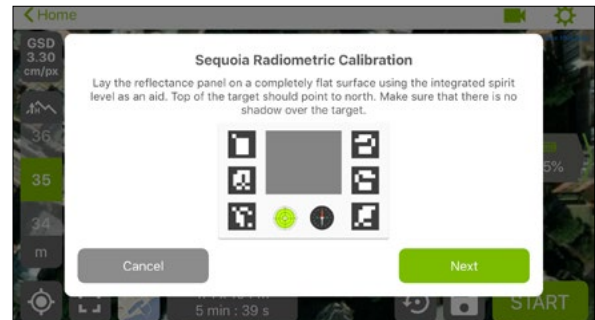 Home
GSD
3.30
cm/px
Sequoia Radiometric Calibration
Lay the reflectance panel on a completely flat surface using the integrated spirit
level as an aid. Top of the target should point to north. Make sure that there is no
shadow over the target.
36
35
34
m
5%
Cancel
Next
5 min : 39 s
START